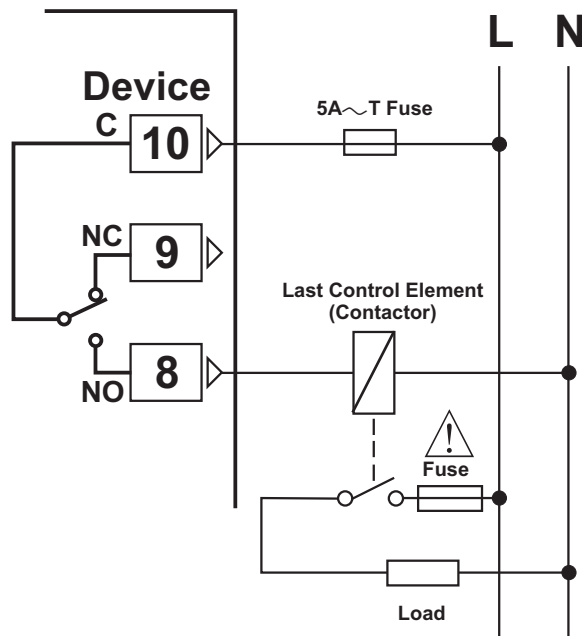 L N
Device
5A~T Fuse
C
10
NC
9
Last Control Element
(Contactor)
8
NO
Fuse
Load